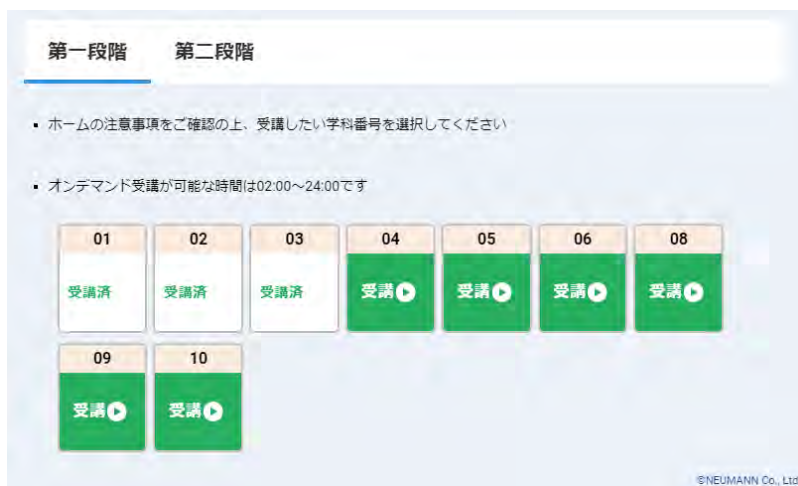 第一段階 第二段階
・ホームの注意事項をご確認の上、受講したい学科番号を選択してください
・オンデマンド受講が可能な時間は02:00～24:00です
01 02 03 04 05 06 08
受講済 受講済 受講済 受講 受講 受講 受講
09 10
受講 受講
©NEUMANN Co., Ltd